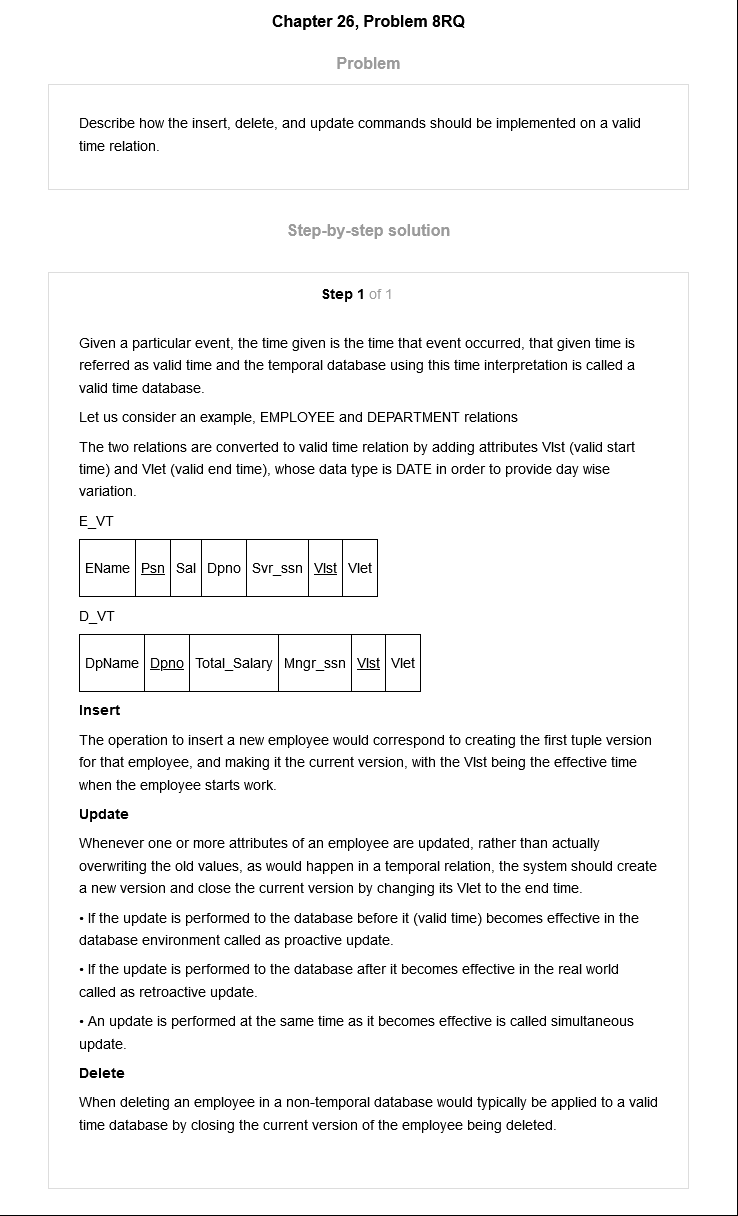 Chapter 26, Problem 8RQ
Problem
Describe how the insert, delete, and update commands should be implemented on a valid
time relation.
Step-by-step solution
Step 1 of 1
Given a particular event, the time given is the time that event occurred, that given time is
referred as valid time and the temporal database using this time interpretation is called a
valid time database.
Let us consider an example, EMPLOYEE and DEPARTMENT relations
The two relations are converted to valid time relation by adding attributes Vlst (valid start
time) and Vlet (valid end time), whose data type is DATE in order to provide day wise
variation.
E_VT
EName Psn Sal Dpno Svr_ssn Vlst Vlet
D_VT
DpName Dpno Total_Salary Mngr_ssn Vlst Vlet
Insert
The operation to insert a new employee would correspond to creating the first tuple version
for that employee, and making it the current version, with the Vlst being the effective time
when the employee starts work.
Update
Whenever one or more attributes of an employee are updated, rather than actually
overwriting the old values, as would happen in a temporal relation, the system should create
a new version and close the current version by changing its Vlet to the end time.
• If the update is performed to the database before it (valid time) becomes effective in the
database environment called as proactive update.
• If the update is performed to the database after it becomes effective in the real world
called as retroactive update.
• An update is performed at the same time as it becomes effective is called simultaneous
update.
Delete
When deleting an employee in a non-temporal database would typically be applied to a valid
time database by closing the current version of the employee being deleted.